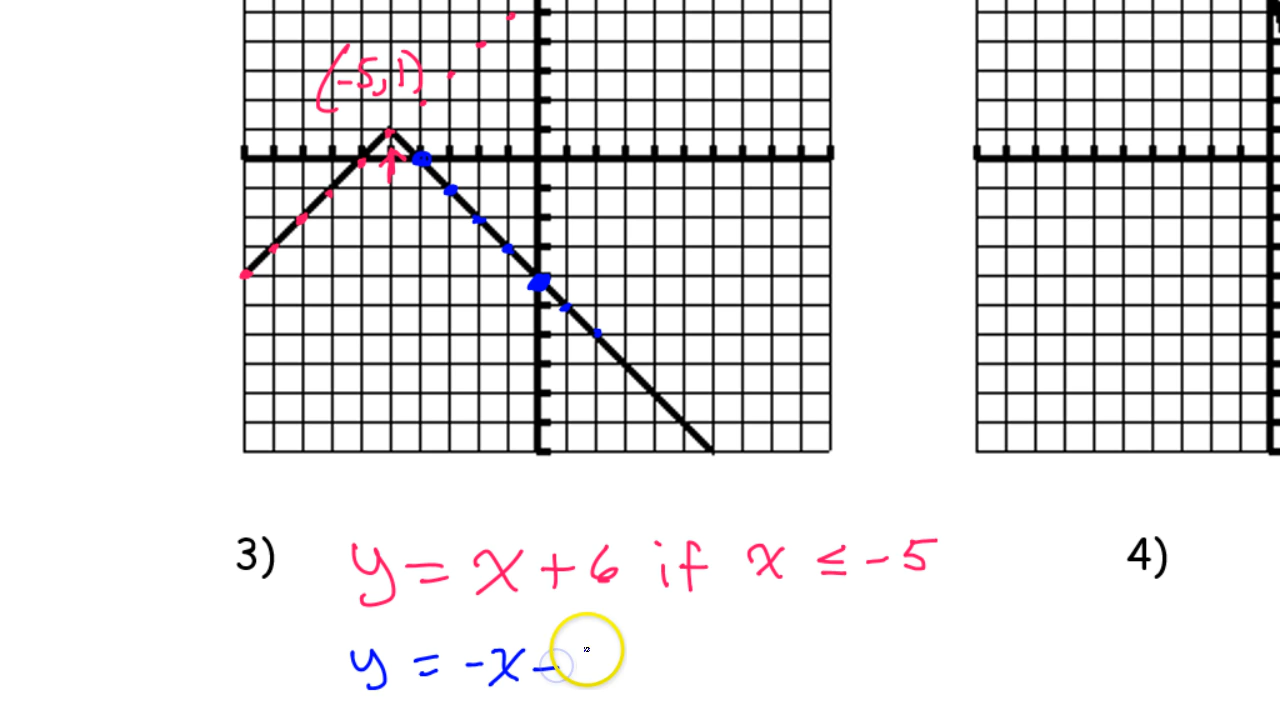 (-5,1)
3) y = x + 6 if x ≤ -5
4)
y = -x -